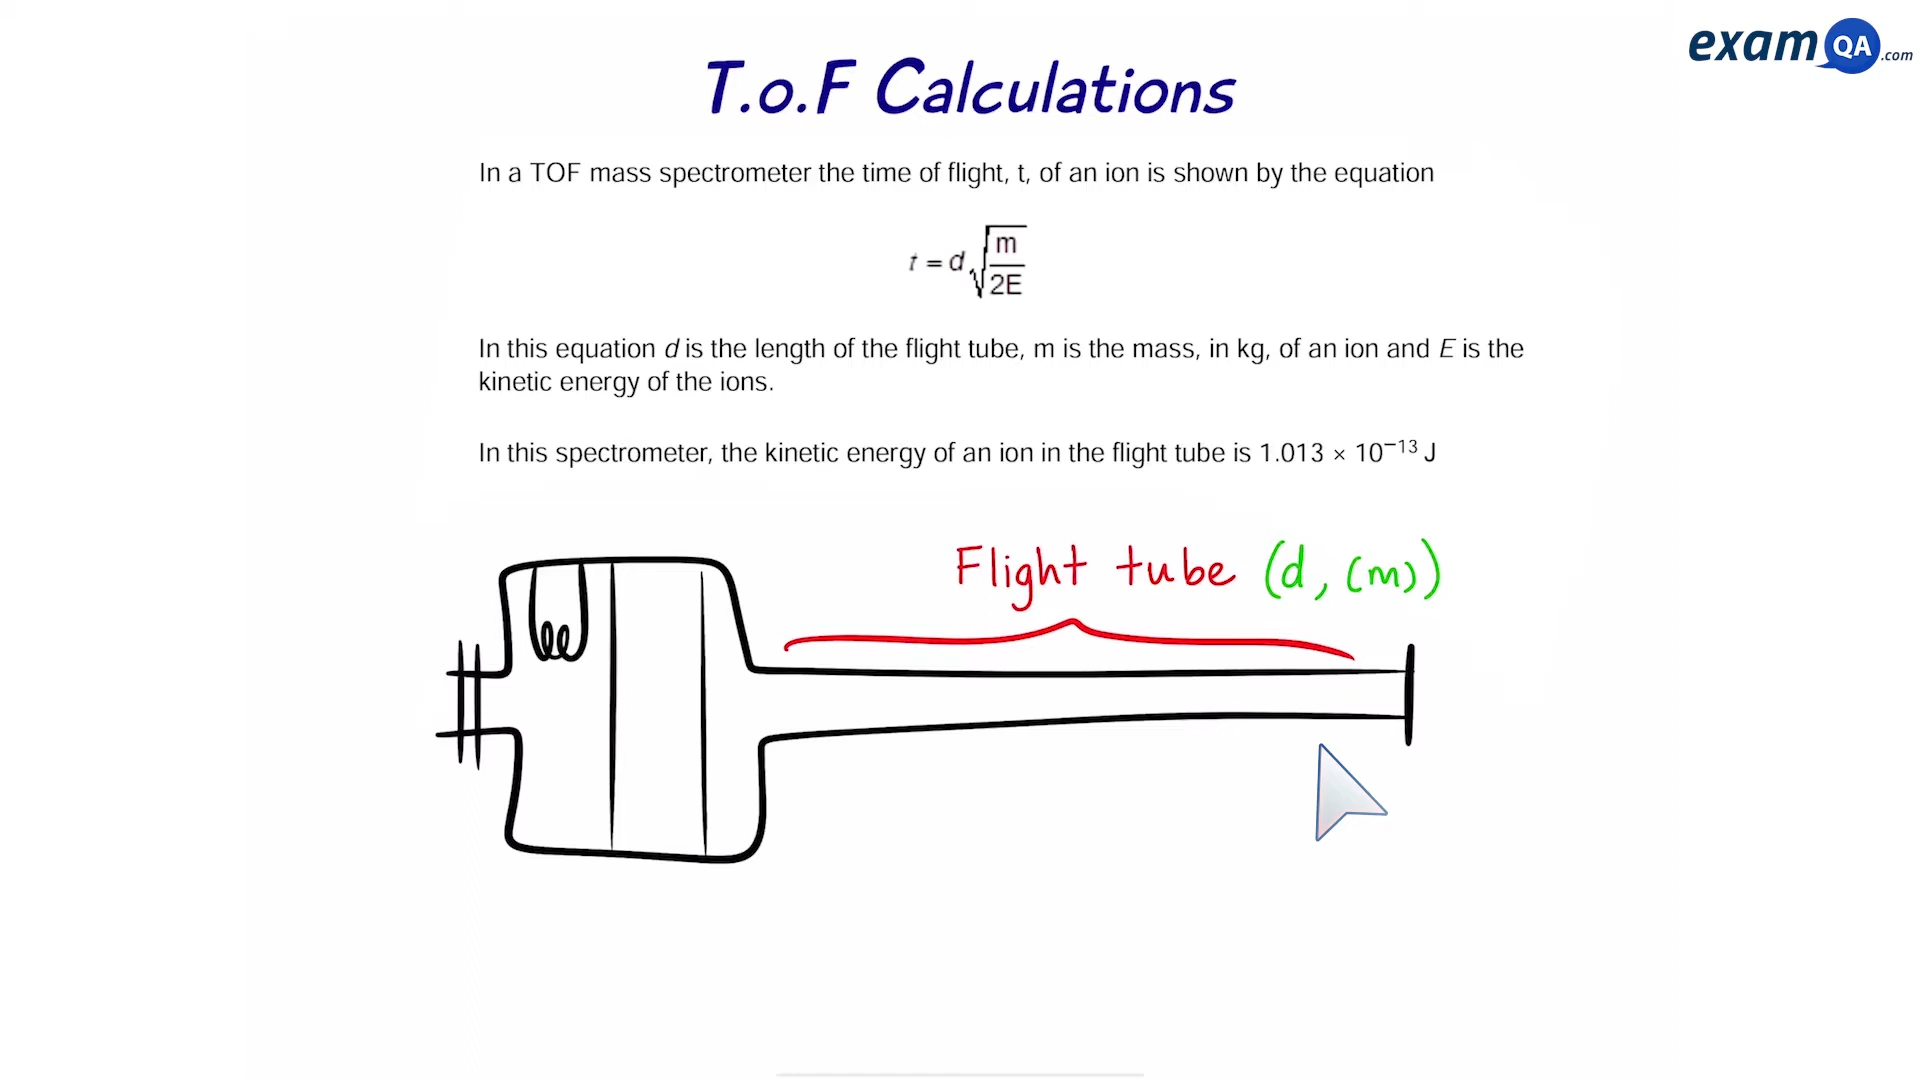 examQA.com
T.o.F Calculations
In a TOF mass spectrometer the time of flight, t, of an ion is shown by the equation
t = d√(m/2E)
In this equation d is the length of the flight tube, m is the mass, in kg, of an ion and E is the
kinetic energy of the ions.
In this spectrometer, the kinetic energy of an ion in the flight tube is 1.013 × 10⁻¹³ J
Flight tube (d, (m))